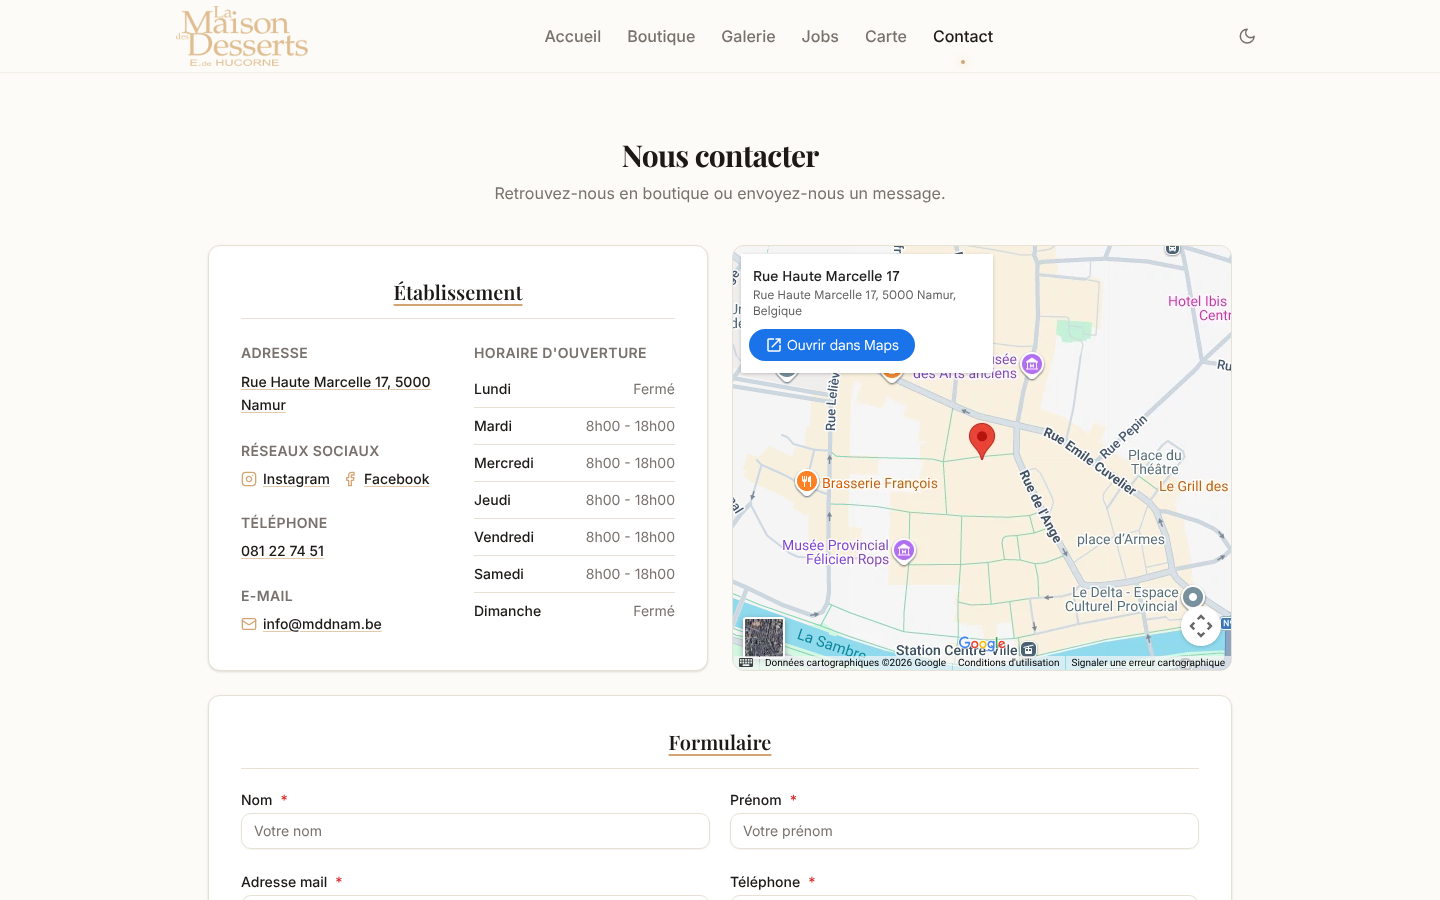 La
Maison
des Desserts
E. de HUCORNE
Accueil
Boutique
Galerie
Jobs
Carte
Contact
Nous contacter
Retrouvez-nous en boutique ou envoyez-nous un message.
Établissement
ADRESSE
Rue Haute Marcelle 17, 5000
Namur
RÉSEAUX SOCIAUX
Instagram
Facebook
TÉLÉPHONE
081 22 74 51
E-MAIL
info@mddnam.be
HORAIRE D'OUVERTURE
Lundi Fermé
Mardi 8h00 - 18h00
Mercredi 8h00 - 18h00
Jeudi 8h00 - 18h00
Vendredi 8h00 - 18h00
Samedi 8h00 - 18h00
Dimanche Fermé
Rue Haute Marcelle 17
Rue Haute Marcelle 17, 5000 Namur,
Belgique
Ouvrir dans Maps
Hotel Ibis
Centr
des Arts anciens
Rue Leliè
Rue Emile Cuvelier
Rue Pepin
Place du
Théâtre
Le Grill des
Brasserie François
Rue de l'Ange
place d'Armes
Musée Provincial
Félicien Rops
Le Delta - Espace
Culturel Provincial
La Sambre
Station Centre Ville
Google
Données cartographiques ©2026 Google
Conditions d'utilisation
Signaler une erreur cartographique
Formulaire
Nom *
Prénom *
Votre nom
Votre prénom
Adresse mail *
Téléphone *